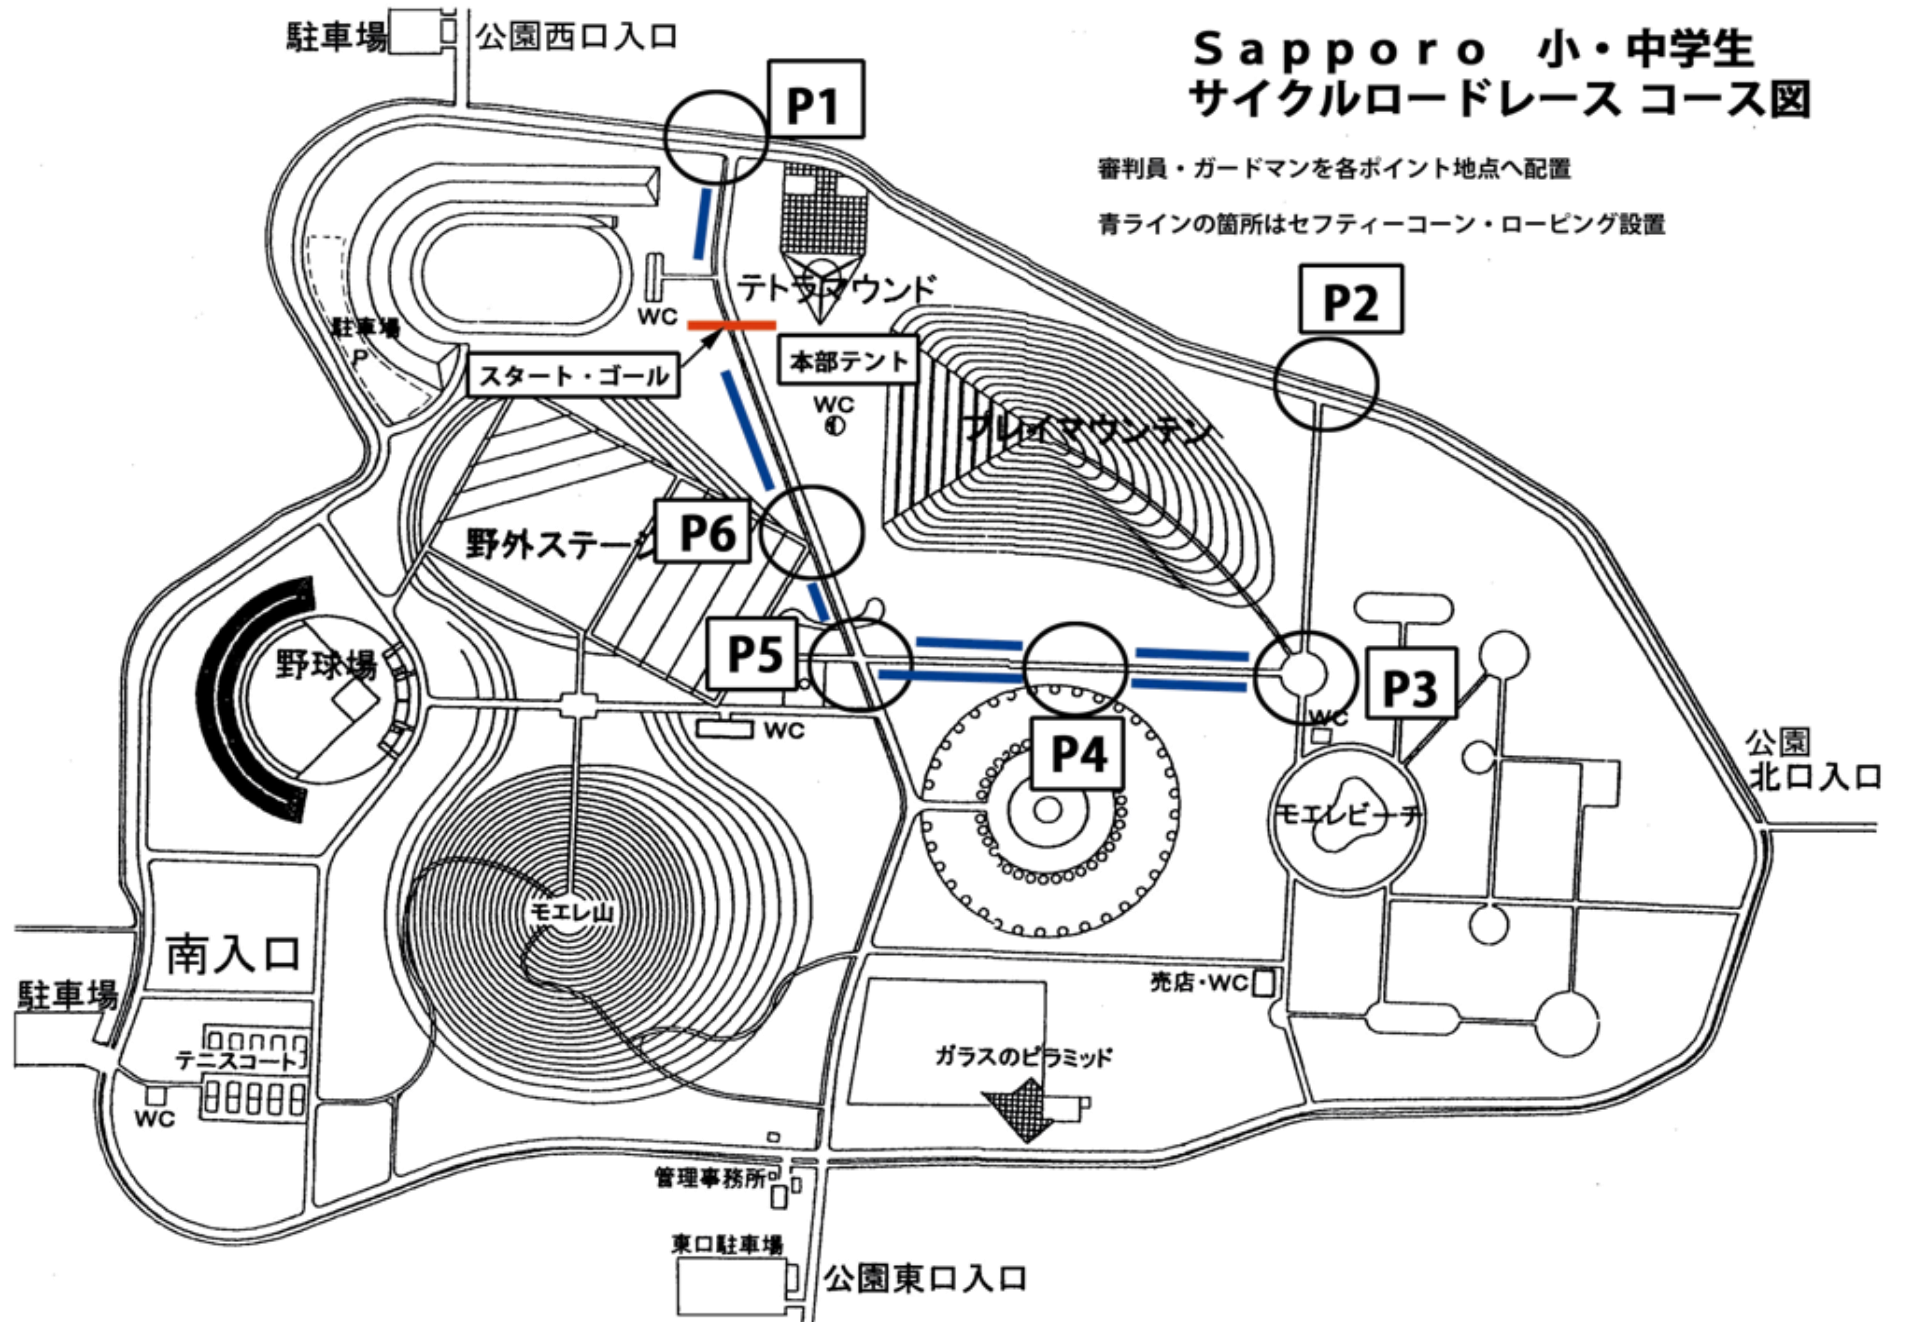 駐車場
公園西口入口
Sapporo 小・中学生
サイクルロードレース コース図
P1
審判員・ガードマンを各ポイント地点へ配置
青ラインの箇所はセフティーコーン・ローピング設置
テトラマウンド
WC
P2
駐車場
P
スタート・ゴール
本部テント
WC
プレイマウンテン
P6
野外ステージ
P5
野球場
P3
WC
WC
P4
公園
北口入口
モエレビーチ
モエレ山
南入口
売店・WC
駐車場
テニスコート
ガラスのピラミッド
WC
管理事務所
東口駐車場
公園東口入口